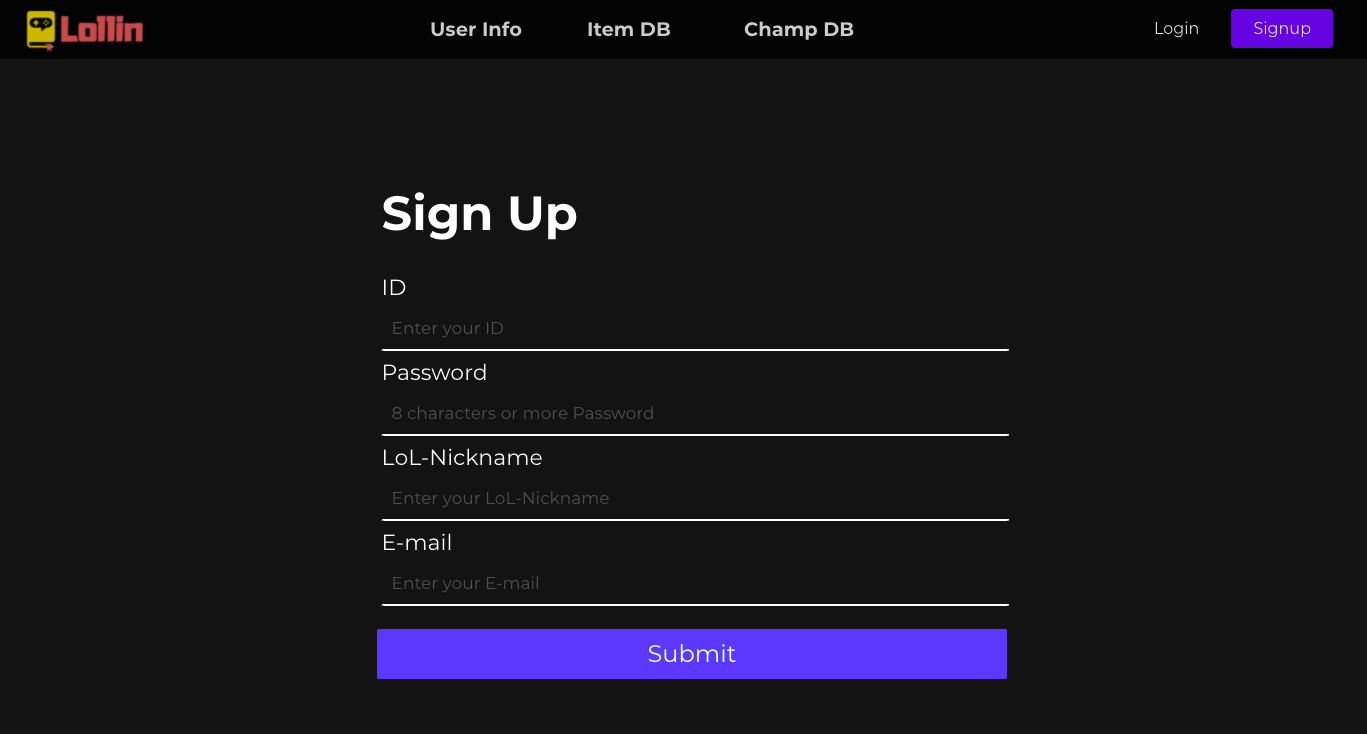 Lollin
User Info
Item DB
Champ DB
Login
Signup
Sign Up
ID
Enter your ID
Password
8 characters or more Password
LoL-Nickname
Enter your LoL-Nickname
E-mail
Enter your E-mail
Submit